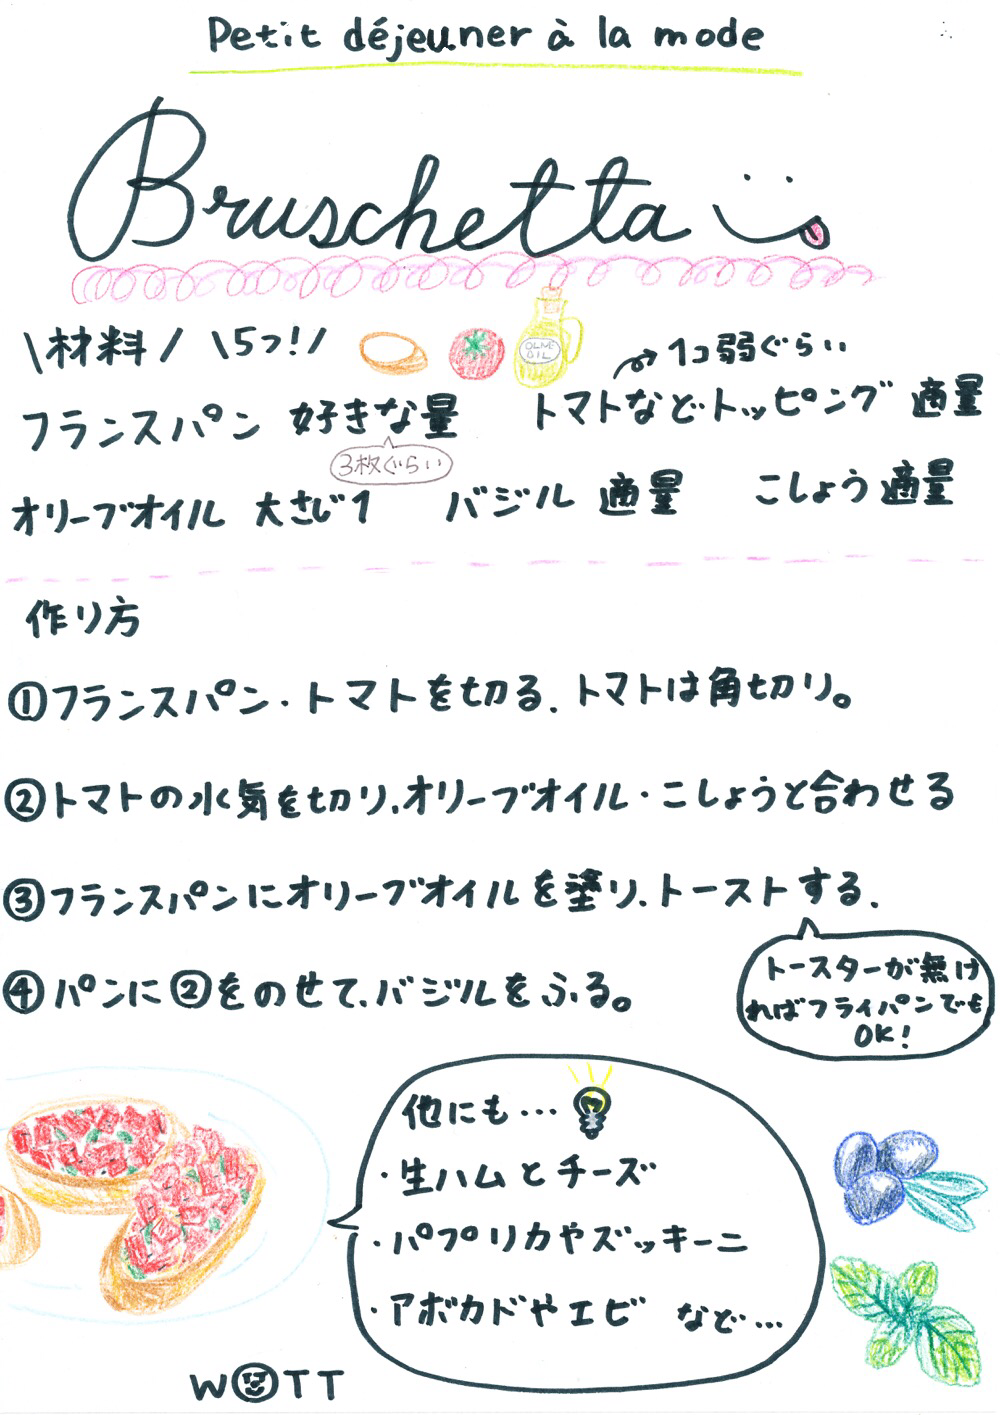 Petit déjeuner à la mode
Bruschetta
\材料/ \5つ!/
OLIVE
OIL
1コ弱ぐらい
フランスパン 好きな量 トマトなどトッピング 適量
3枚ぐらい
オリーブオイル 大さじ1 バジル 適量 こしょう 適量
作り方
①フランスパン・トマトを切る、トマトは角切り。
②トマトの水気を切り、オリーブオイル・こしょうと合わせる
③フランスパンにオリーブオイルを塗り、トーストする、
トースターが無け
ればフライパンでも
OK!
④パンに②をのせて、バジルをふる。
他にも…
・生ハムとチーズ
・パプリカやズッキーニ
・アボカドやエビ など…
WOTT